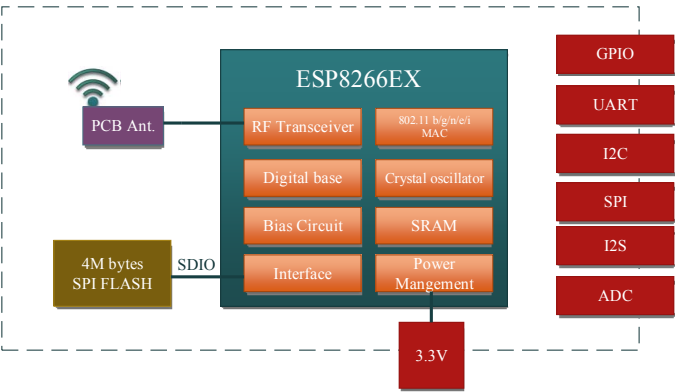 ESP8266EX
PCB Ant.
RF Transceiver
802.11 b/g/n/e/i
MAC
Digital base
Crystal oscillator
Bias Circuit
SRAM
4M bytes
SPI FLASH
SDIO
Interface
Power
Mangement
3.3V
GPIO
UART
I2C
SPI
I2S
ADC